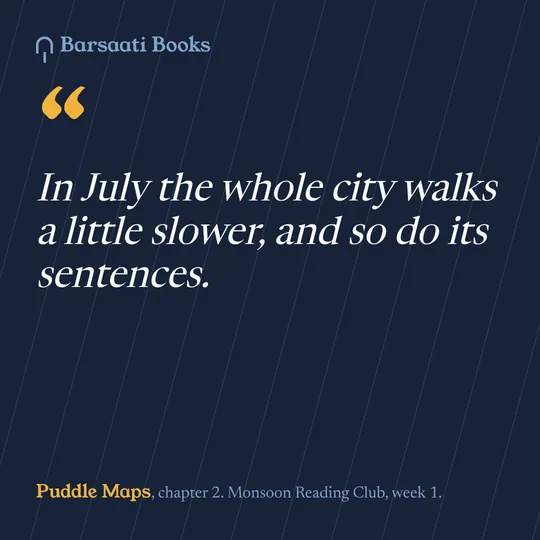 Barsaati Books
“
In July the whole city walks
a little slower, and so do its
sentences.
Puddle Maps, chapter 2. Monsoon Reading Club, week 1.